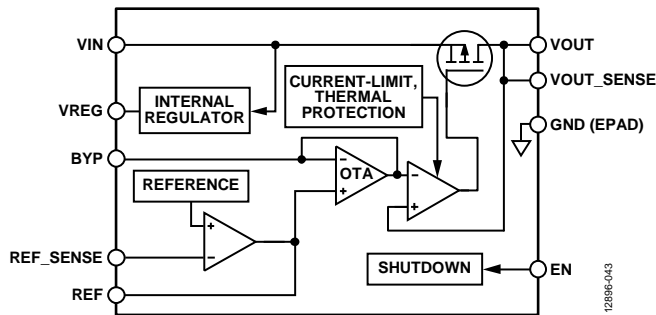 VIN
VOUT
VOUT_SENSE
CURRENT-LIMIT,
THERMAL
PROTECTION
VREG
INTERNAL
REGULATOR
GND (EPAD)
BYP
−
OTA
+
−
+
REFERENCE
+
−
REF_SENSE
SHUTDOWN
EN
REF
12896-043